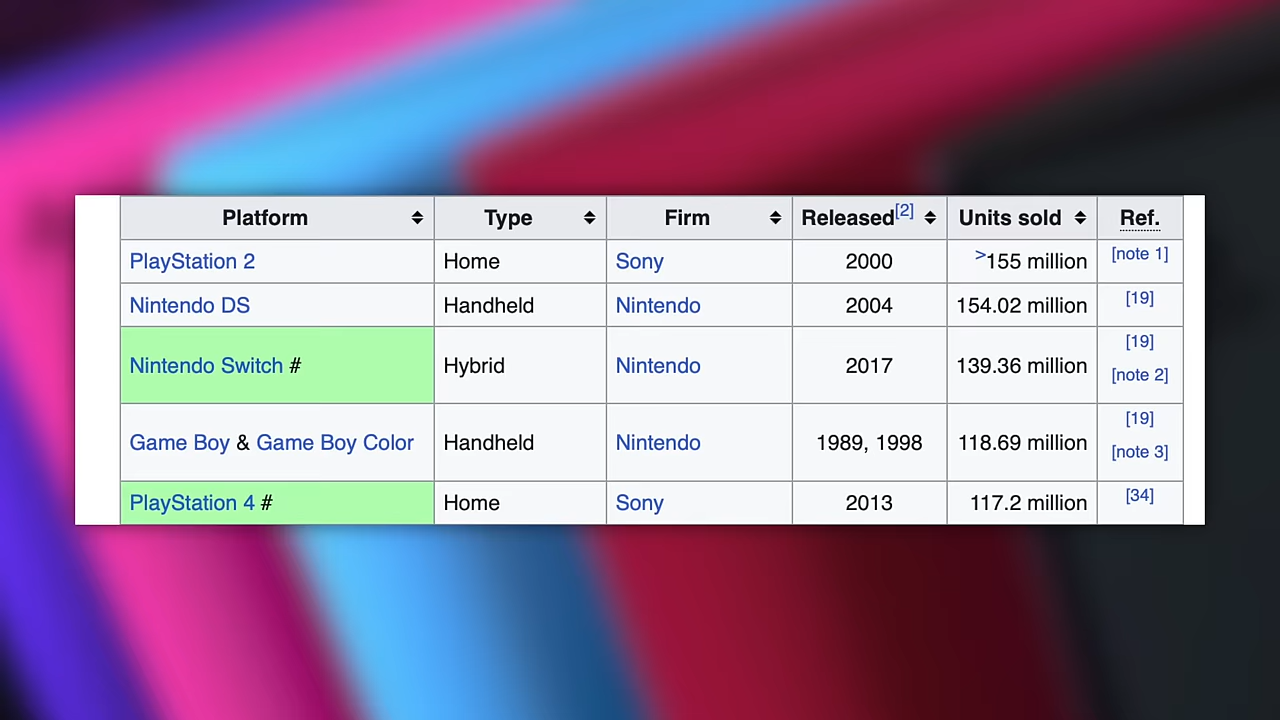 Platform Type Firm Released[2] Units sold Ref.
PlayStation 2 Home Sony 2000 >155 million [note 1]
Nintendo DS Handheld Nintendo 2004 154.02 million [19]
Nintendo Switch # Hybrid Nintendo 2017 139.36 million [19]
[note 2]
Game Boy & Game Boy Color Handheld Nintendo 1989, 1998 118.69 million [19]
[note 3]
PlayStation 4 # Home Sony 2013 117.2 million [34]